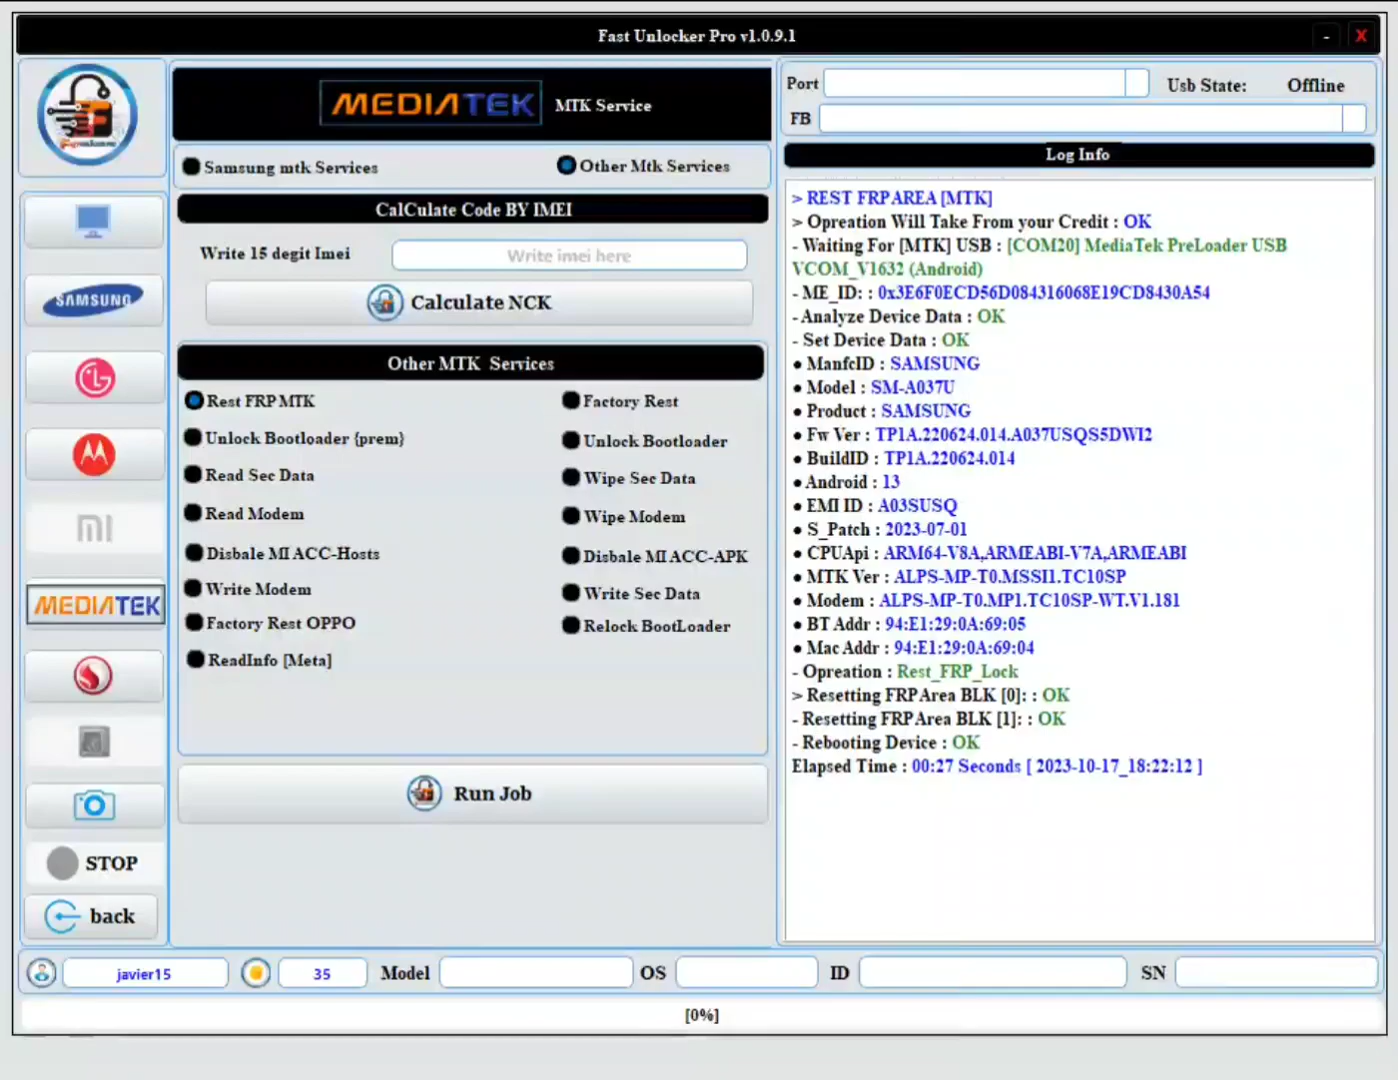 Fast Unlocker Pro v1.0.9.1
-
X
MEDIATEK
MTK Service
Samsung mtk Services
Other Mtk Services
CalCulate Code BY IMEI
Write 15 degit Imei
Write imei here
Calculate NCK
Other MTK Services
Rest FRP MTK
Factory Rest
Unlock Bootloader {prem}
Unlock Bootloader
Read Sec Data
Wipe Sec Data
Read Modem
Wipe Modem
Disbale MI ACC-Hosts
Disbale MI ACC-APK
Write Modem
Write Sec Data
Factory Rest OPPO
Relock BootLoader
ReadInfo [Meta]
Run Job
SAMSUNG
LG
MI
MEDIATEK
STOP
back
Port
Usb State:
Offline
FB
Log Info
> REST FRP AREA [MTK]
> Opreation Will Take From your Credit : OK
- Waiting For [MTK] USB : [COM20] MediaTek PreLoader USB
VCOM_V1632 (Android)
- ME_ID: : 0x3E6F0ECD56D084316068E19CD8430A54
- Analyze Device Data : OK
- Set Device Data : OK
● ManfcID : SAMSUNG
● Model : SM-A037U
● Product : SAMSUNG
● Fw Ver : TP1A.220624.014.A037USQS5DWI2
● BuildID : TP1A.220624.014
● Android : 13
● EMI ID : A03SUSQ
● S_Patch : 2023-07-01
● CPUApi : ARM64-V8A,ARMEABI-V7A,ARMEABI
● MTK Ver : ALPS-MP-T0.MSSI1.TC10SP
● Modem : ALPS-MP-T0.MP1.TC10SP-WT.V1.181
● BT Addr : 94:E1:29:0A:69:05
● Mac Addr : 94:E1:29:0A:69:04
- Opreation : Rest_FRP_Lock
> Resetting FRP Area BLK [0]: : OK
- Resetting FRP Area BLK [1]: : OK
- Rebooting Device : OK
Elapsed Time : 00:27 Seconds [ 2023-10-17_18:22:12 ]
javier15
35
Model
OS
ID
SN
[0%]